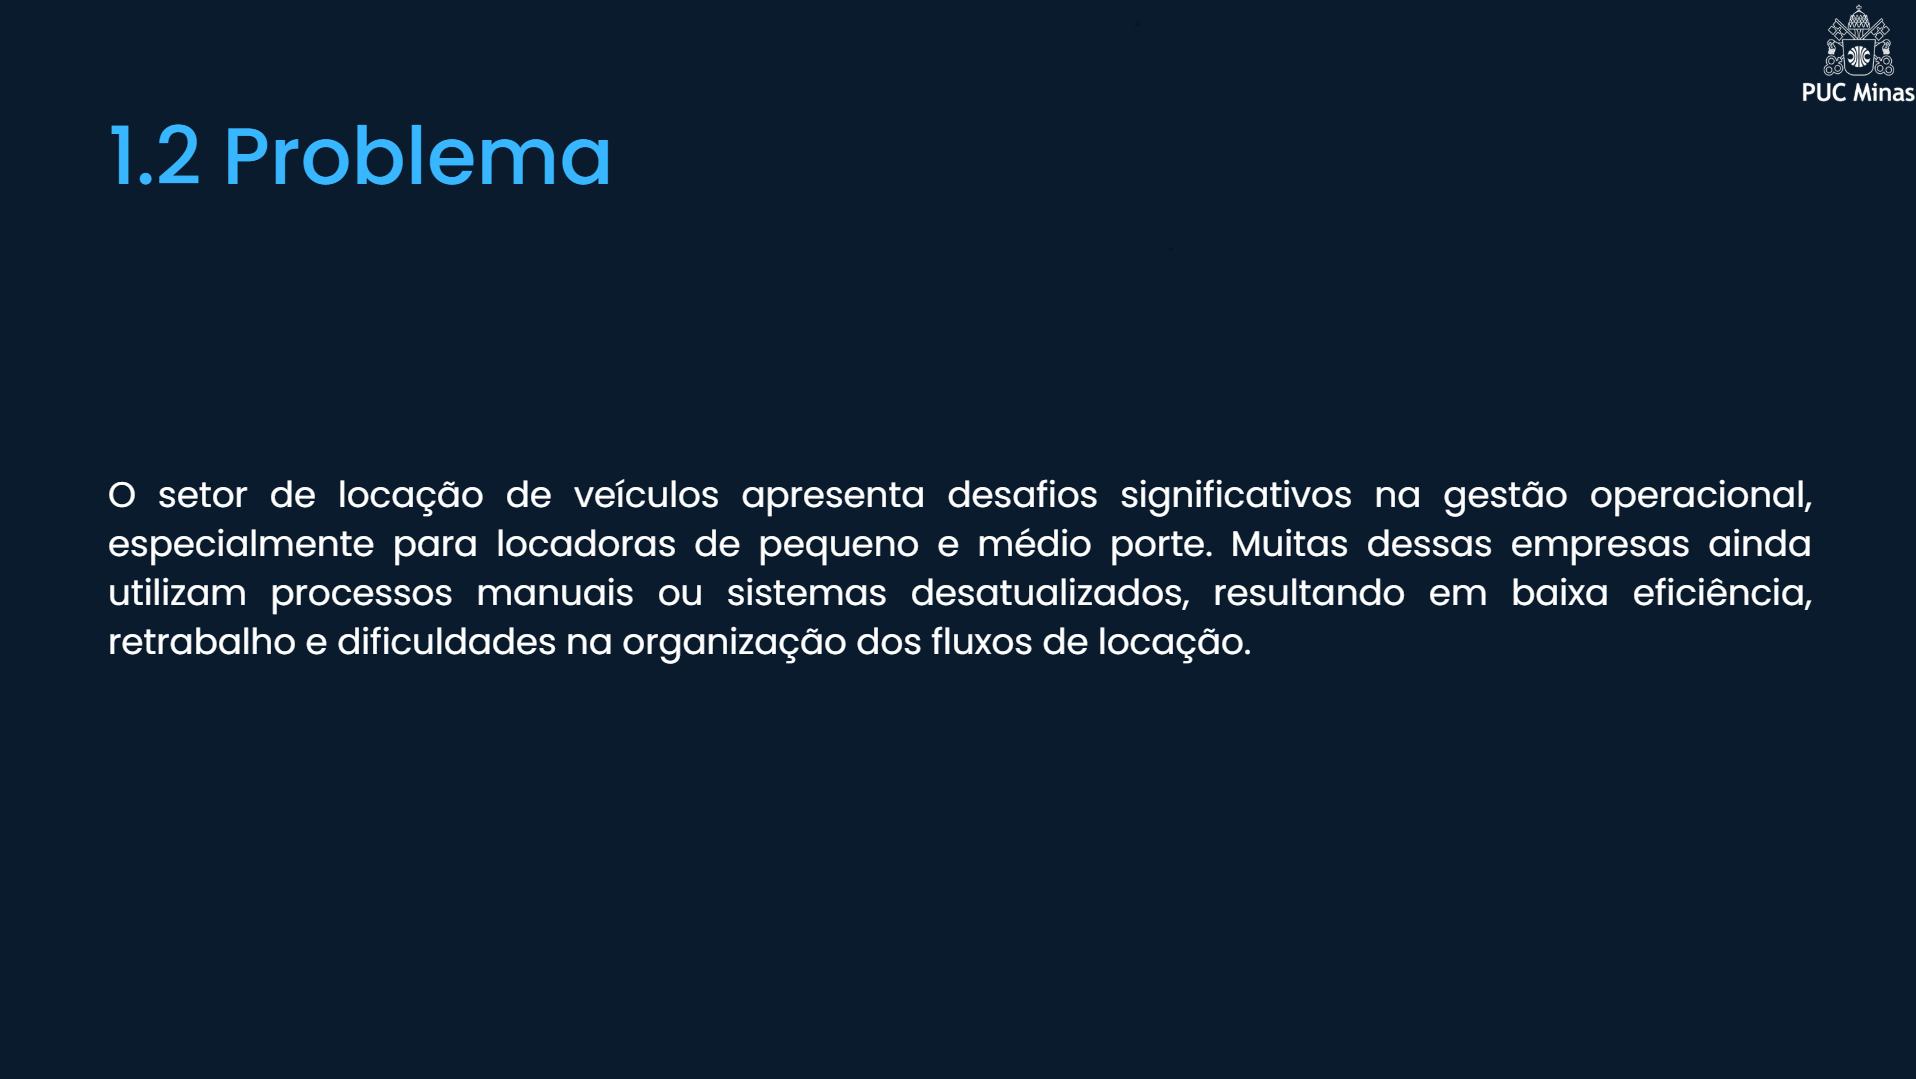 PUC Minas
1.2 Problema
O setor de locação de veículos apresenta desafios significativos na gestão operacional,
especialmente para locadoras de pequeno e médio porte. Muitas dessas empresas ainda
utilizam processos manuais ou sistemas desatualizados, resultando em baixa eficiência,
retrabalho e dificuldades na organização dos fluxos de locação.